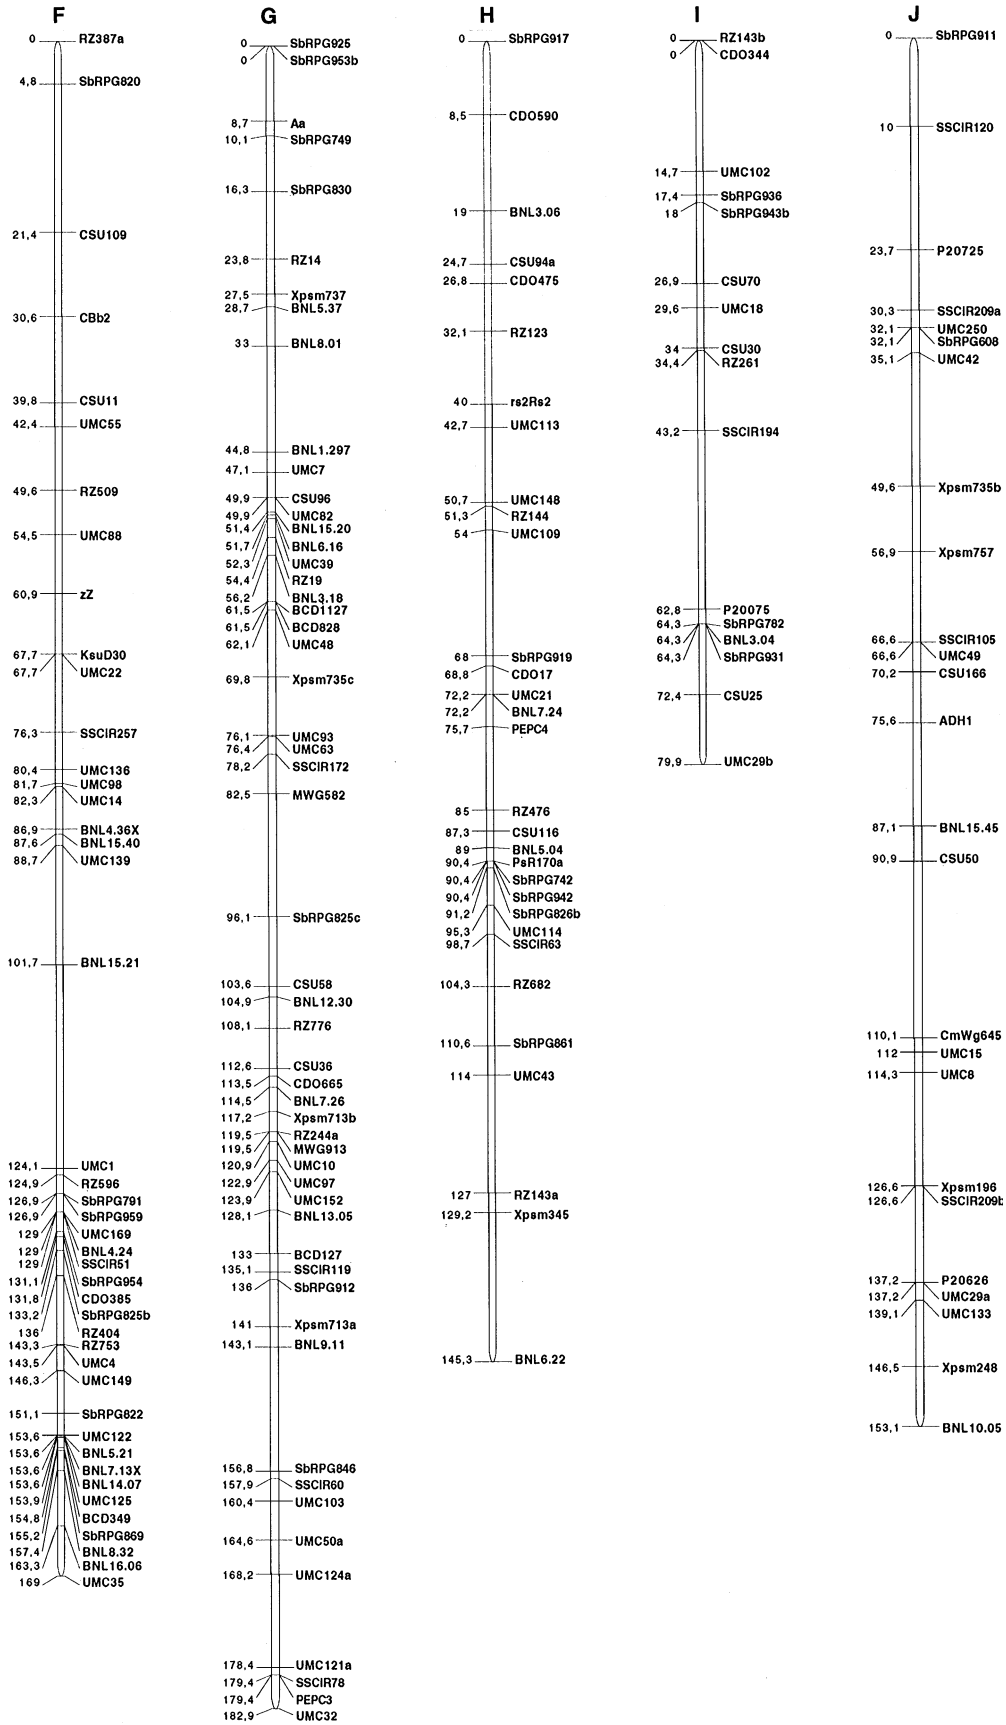 F
0 RZ387a
4,8 SbRPG820
21,4 CSU109
30,6 CBb2
39,8 CSU11
42,4 UMC55
49,6 RZ509
54,5 UMC88
60,9 zZ
67,7 KsuD30
67,7 UMC22
76,3 SSCIR257
80,4 UMC136
81,7 UMC98
82,3 UMC14
86,9 BNL4.36X
87,6 BNL15.40
88,7 UMC139
101,7 BNL15.21
124,1 UMC1
124,9 RZ596
126,9 SbRPG791
126,9 SbRPG959
129 UMC169
129 BNL4.24
129 SSCIR51
131,1 SbRPG954
131,8 CDO385
133,2 SbRPG825b
136 RZ404
143,3 RZ753
143,5 UMC4
146,3 UMC149
151,1 SbRPG822
153,6 UMC122
153,6 BNL5.21
153,6 BNL7.13X
153,6 BNL14.07
153,9 UMC125
154,8 BCD349
155,2 SbRPG869
157,4 BNL8.32
163,3 BNL16.06
169 UMC35
G
0 SbRPG925
0 SbRPG953b
8,7 Aa
10,1 SbRPG749
16,3 SbRPG830
23,8 RZ14
27,5 Xpsm737
28,7 BNL5.37
33 BNL8.01
44,8 BNL1.297
47,1 UMC7
49,9 CSU96
49,9 UMC82
51,4 BNL15.20
51,7 BNL6.16
52,3 UMC39
54,4 RZ19
56,2 BNL3.18
61,5 BCD1127
61,5 BCD828
62,1 UMC48
69,8 Xpsm735c
76,1 UMC93
76,4 UMC63
78,2 SSCIR172
82,5 MWG582
96,1 SbRPG825c
103,6 CSU58
104,9 BNL12.30
108,1 RZ776
112,6 CSU36
113,5 CDO665
114,5 BNL7.26
117,2 Xpsm713b
119,5 RZ244a
119,5 MWG913
120,9 UMC10
122,9 UMC97
123,9 UMC152
128,1 BNL13.05
133 BCD127
135,1 SSCIR119
136 SbRPG912
141 Xpsm713a
143,1 BNL9.11
156,8 SbRPG846
157,9 SSCIR60
160,4 UMC103
164,6 UMC50a
168,2 UMC124a
178,4 UMC121a
179,4 SSCIR78
179,4 PEPC3
182,9 UMC32
H
0 SbRPG917
8,5 CDO590
19 BNL3.06
24,7 CSU94a
26,8 CDO475
32,1 RZ123
40 rs2Rs2
42,7 UMC113
50,7 UMC148
51,3 RZ144
54 UMC109
68 SbRPG919
68,8 CDO17
72,2 UMC21
72,2 BNL7.24
75,7 PEPC4
85 RZ476
87,3 CSU116
89 BNL5.04
90,4 PsR170a
90,4 SbRPG742
90,4 SbRPG942
91,2 SbRPG826b
95,3 UMC114
98,7 SSCIR63
104,3 RZ682
110,6 SbRPG861
114 UMC43
127 RZ143a
129,2 Xpsm345
145,3 BNL6.22
I
0 RZ143b
0 CDO344
14,7 UMC102
17,4 SbRPG936
18 SbRPG943b
26,9 CSU70
29,6 UMC18
34 CSU30
34,4 RZ261
43,2 SSCIR194
62,8 P20075
64,3 SbRPG782
64,3 BNL3.04
64,3 SbRPG931
72,4 CSU25
79,9 UMC29b
J
0 SbRPG911
10 SSCIR120
23,7 P20725
30,3 SSCIR209a
32,1 UMC250
32,1 SbRPG608
35,1 UMC42
49,6 Xpsm735b
56,9 Xpsm757
66,6 SSCIR105
66,6 UMC49
70,2 CSU166
75,6 ADH1
87,1 BNL15.45
90,9 CSU50
110,1 CmWg645
112 UMC15
114,3 UMC8
126,6 Xpsm196
126,6 SSCIR209b
137,2 P20626
137,2 UMC29a
139,1 UMC133
146,5 Xpsm248
153,1 BNL10.05